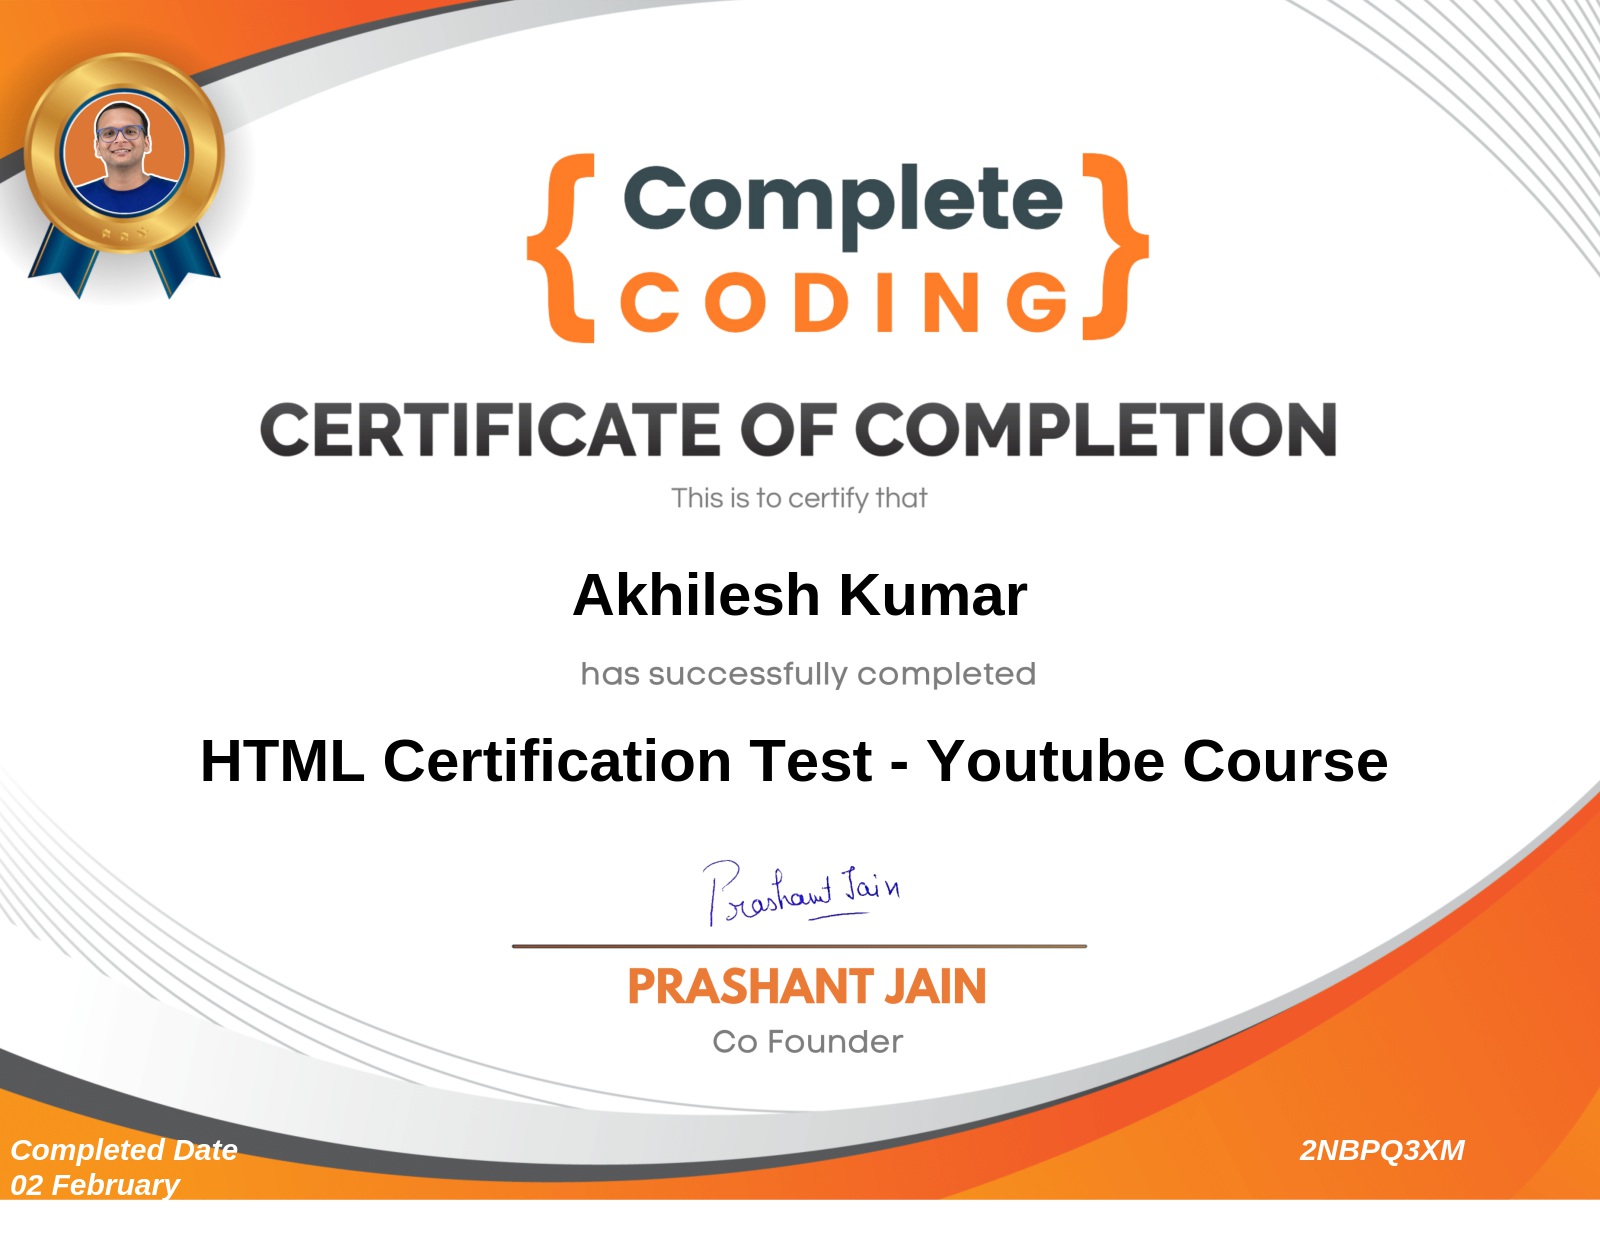 Complete
CODING
CERTIFICATE OF COMPLETION
This is to certify that
Akhilesh Kumar
has successfully completed
HTML Certification Test - Youtube Course
Prashant Jain
PRASHANT JAIN
Co Founder
Completed Date
02 February
2NBPQ3XM